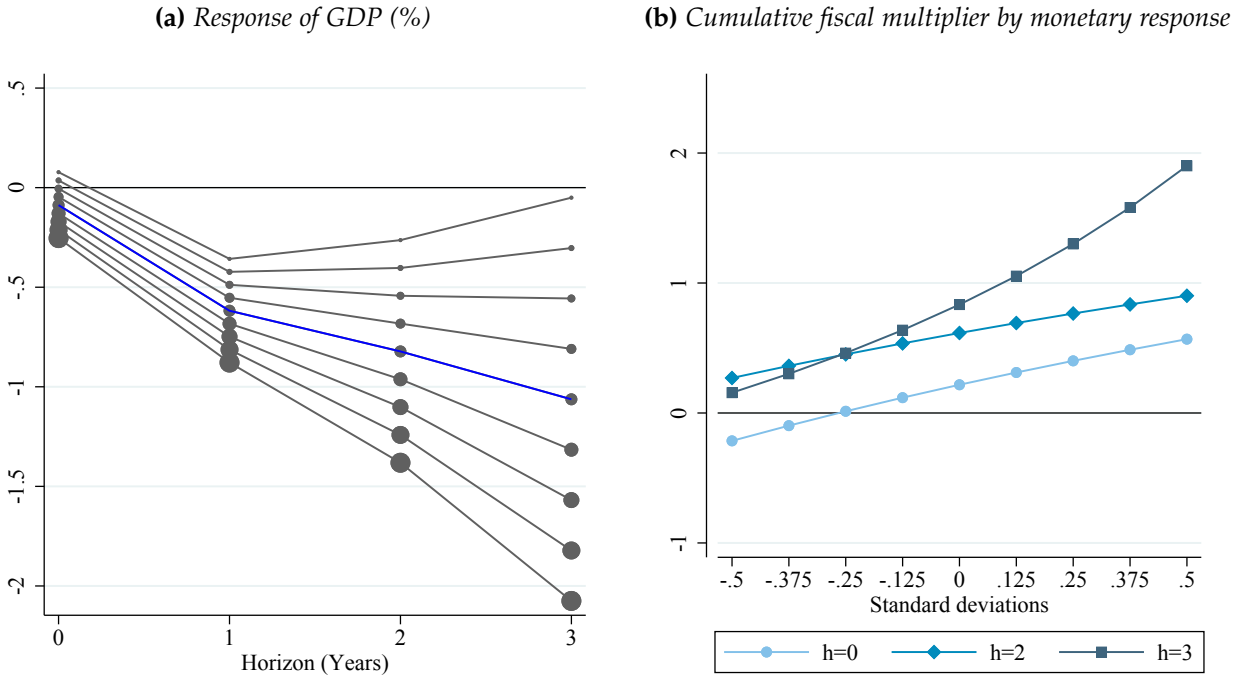 (a) Response of GDP (%)
.5
0
-.5
-1
-1.5
-2
0 1 2 3
Horizon (Years)
(b) Cumulative fiscal multiplier by monetary response
2
1
0
-1
-.5 -.375 -.25 -.125 0 .125 .25 .375 .5
Standard deviations
h=0 h=2 h=3